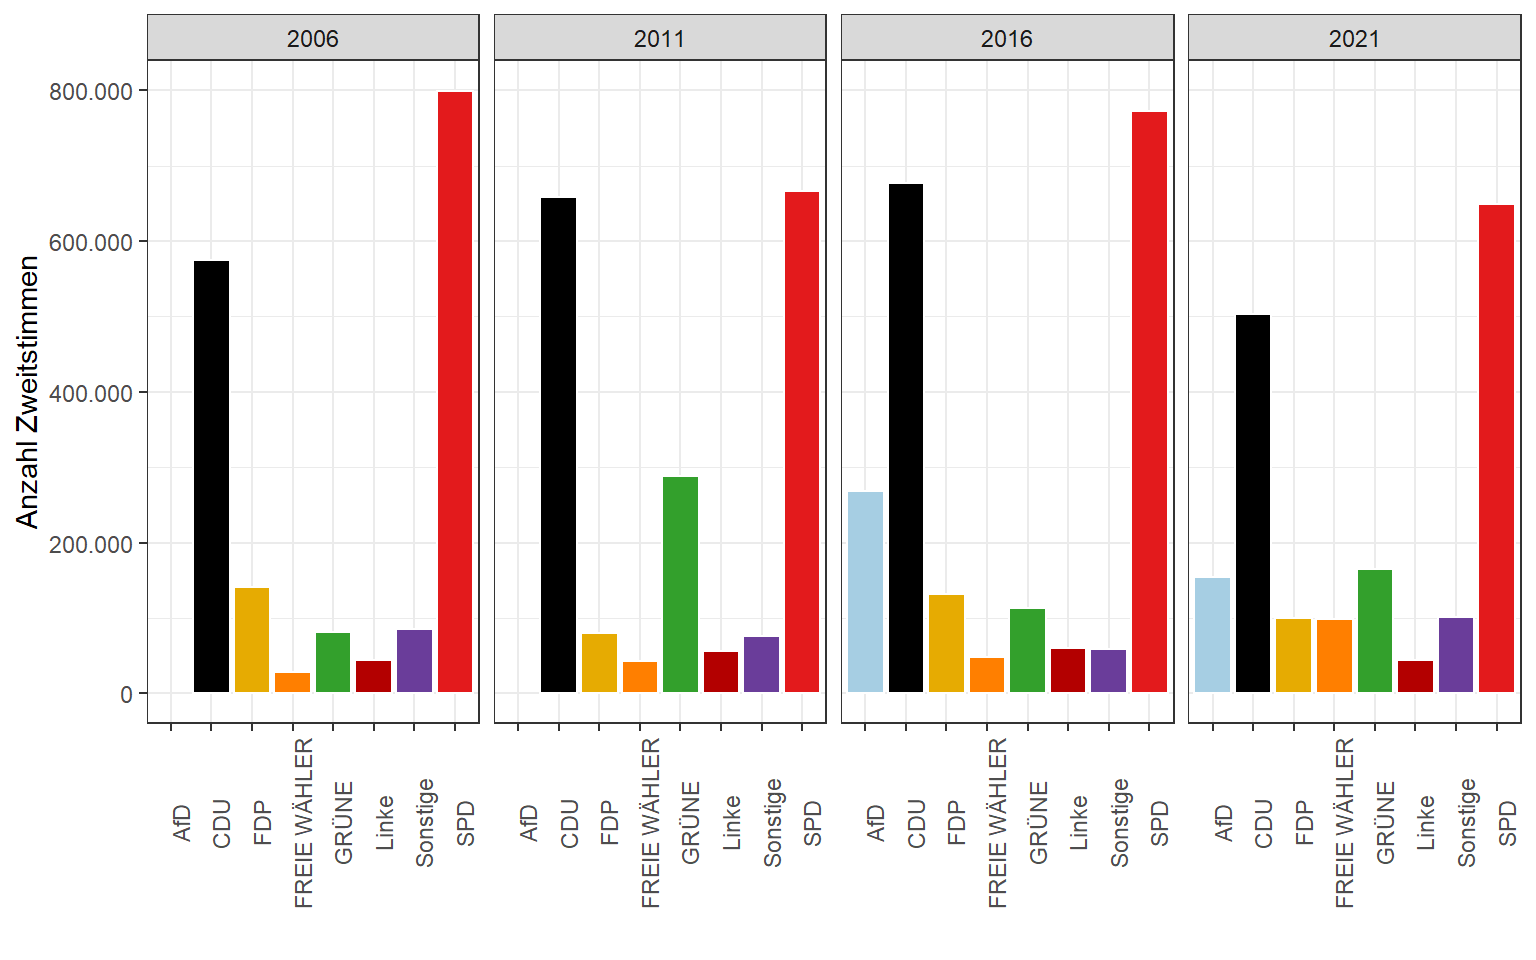 2006
2011
2016
2021
Anzahl Zweitstimmen
800.000
600.000
400.000
200.000
0
AfD
CDU
FDP
FREIE WÄHLER
GRÜNE
Linke
Sonstige
SPD
AfD
CDU
FDP
FREIE WÄHLER
GRÜNE
Linke
Sonstige
SPD
AfD
CDU
FDP
FREIE WÄHLER
GRÜNE
Linke
Sonstige
SPD
AfD
CDU
FDP
FREIE WÄHLER
GRÜNE
Linke
Sonstige
SPD